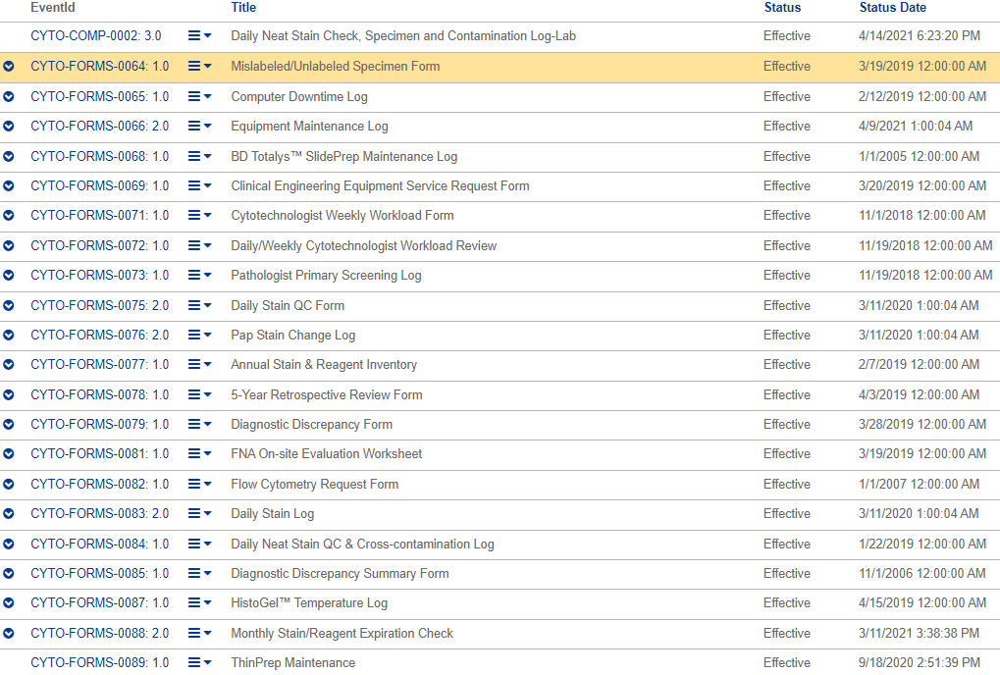 EventId Title Status Status Date
CYTO-COMP-0002: 3.0 Daily Neat Stain Check, Specimen and Contamination Log-Lab Effective 4/14/2021 6:23:20 PM
CYTO-FORMS-0064: 1.0 Mislabeled/Unlabeled Specimen Form Effective 3/19/2019 12:00:00 AM
CYTO-FORMS-0065: 1.0 Computer Downtime Log Effective 2/12/2019 12:00:00 AM
CYTO-FORMS-0066: 2.0 Equipment Maintenance Log Effective 4/9/2021 1:00:04 AM
CYTO-FORMS-0068: 1.0 BD Totalys™ SlidePrep Maintenance Log Effective 1/1/2005 12:00:00 AM
CYTO-FORMS-0069: 1.0 Clinical Engineering Equipment Service Request Form Effective 3/20/2019 12:00:00 AM
CYTO-FORMS-0071: 1.0 Cytotechnologist Weekly Workload Form Effective 11/1/2018 12:00:00 AM
CYTO-FORMS-0072: 1.0 Daily/Weekly Cytotechnologist Workload Review Effective 11/19/2018 12:00:00 AM
CYTO-FORMS-0073: 1.0 Pathologist Primary Screening Log Effective 11/19/2018 12:00:00 AM
CYTO-FORMS-0075: 2.0 Daily Stain QC Form Effective 3/11/2020 1:00:04 AM
CYTO-FORMS-0076: 2.0 Pap Stain Change Log Effective 3/11/2020 1:00:04 AM
CYTO-FORMS-0077: 1.0 Annual Stain & Reagent Inventory Effective 2/7/2019 12:00:00 AM
CYTO-FORMS-0078: 1.0 5-Year Retrospective Review Form Effective 4/3/2019 12:00:00 AM
CYTO-FORMS-0079: 1.0 Diagnostic Discrepancy Form Effective 3/28/2019 12:00:00 AM
CYTO-FORMS-0081: 1.0 FNA On-site Evaluation Worksheet Effective 3/19/2019 12:00:00 AM
CYTO-FORMS-0082: 1.0 Flow Cytometry Request Form Effective 1/1/2007 12:00:00 AM
CYTO-FORMS-0083: 2.0 Daily Stain Log Effective 3/11/2020 1:00:04 AM
CYTO-FORMS-0084: 1.0 Daily Neat Stain QC & Cross-contamination Log Effective 1/22/2019 12:00:00 AM
CYTO-FORMS-0085: 1.0 Diagnostic Discrepancy Summary Form Effective 11/1/2006 12:00:00 AM
CYTO-FORMS-0087: 1.0 HistoGel™ Temperature Log Effective 4/15/2019 12:00:00 AM
CYTO-FORMS-0088: 2.0 Monthly Stain/Reagent Expiration Check Effective 3/11/2021 3:38:38 PM
CYTO-FORMS-0089: 1.0 ThinPrep Maintenance Effective 9/18/2020 2:51:39 PM